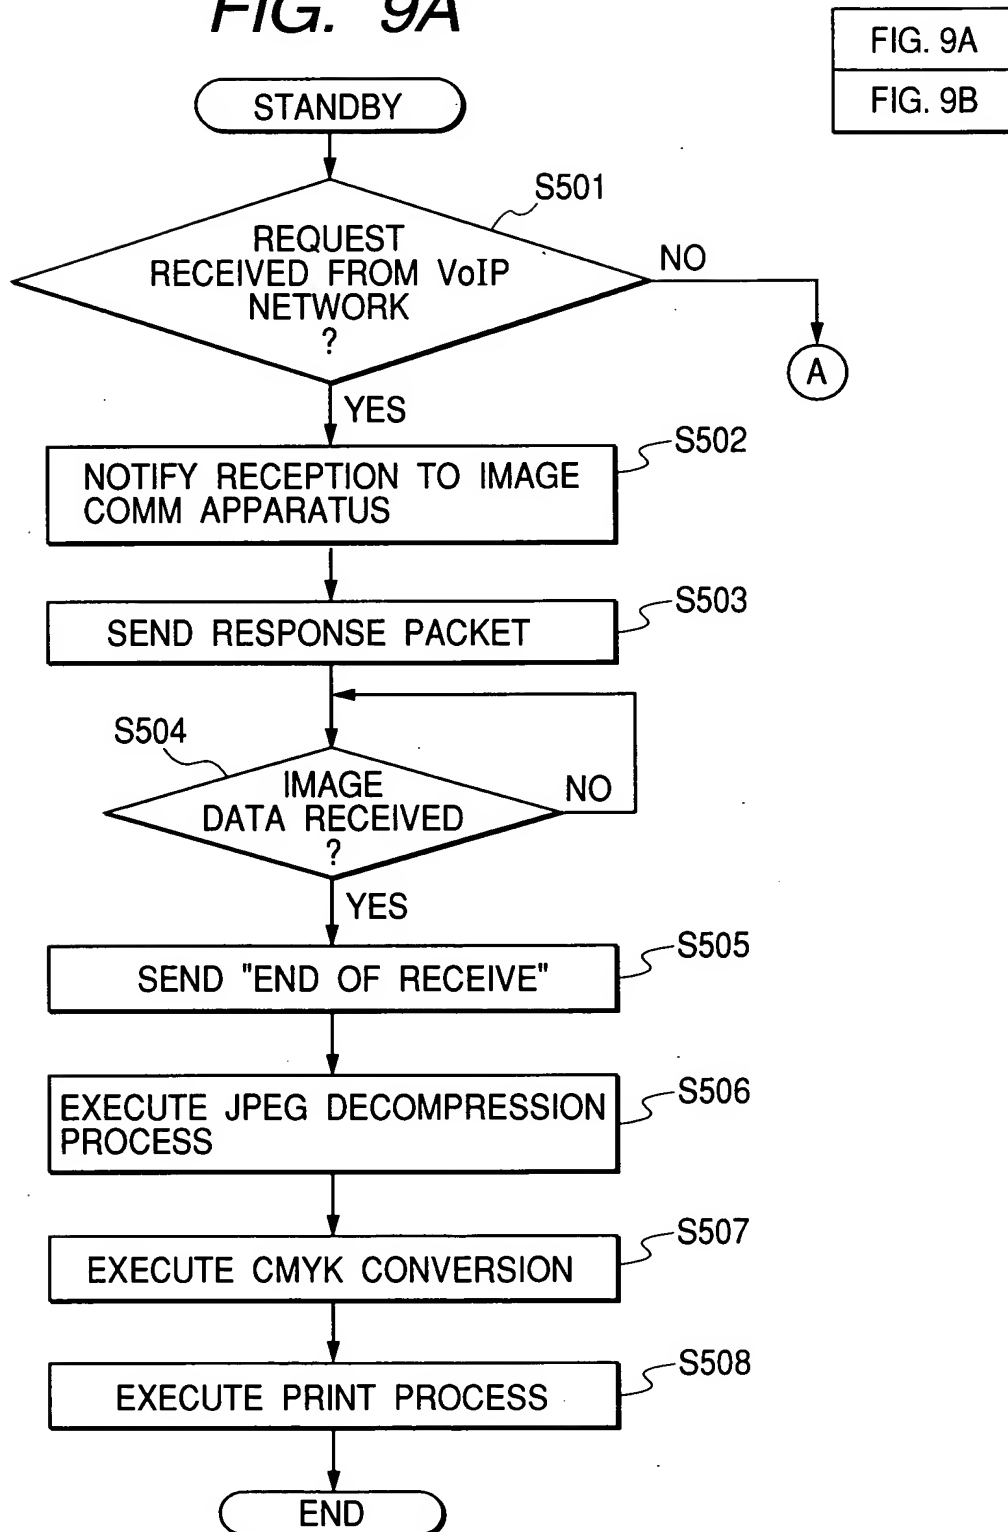 FIG. 9A
FIG. 9A
FIG. 9B
STANDBY
S501
REQUEST
RECEIVED FROM VoIP
NETWORK
?
NO
A
YES
S502
NOTIFY RECEPTION TO IMAGE
COMM APPARATUS
S503
SEND RESPONSE PACKET
S504
IMAGE
DATA RECEIVED
?
NO
YES
S505
SEND "END OF RECEIVE"
S506
EXECUTE JPEG DECOMPRESSION
PROCESS
S507
EXECUTE CMYK CONVERSION
S508
EXECUTE PRINT PROCESS
END